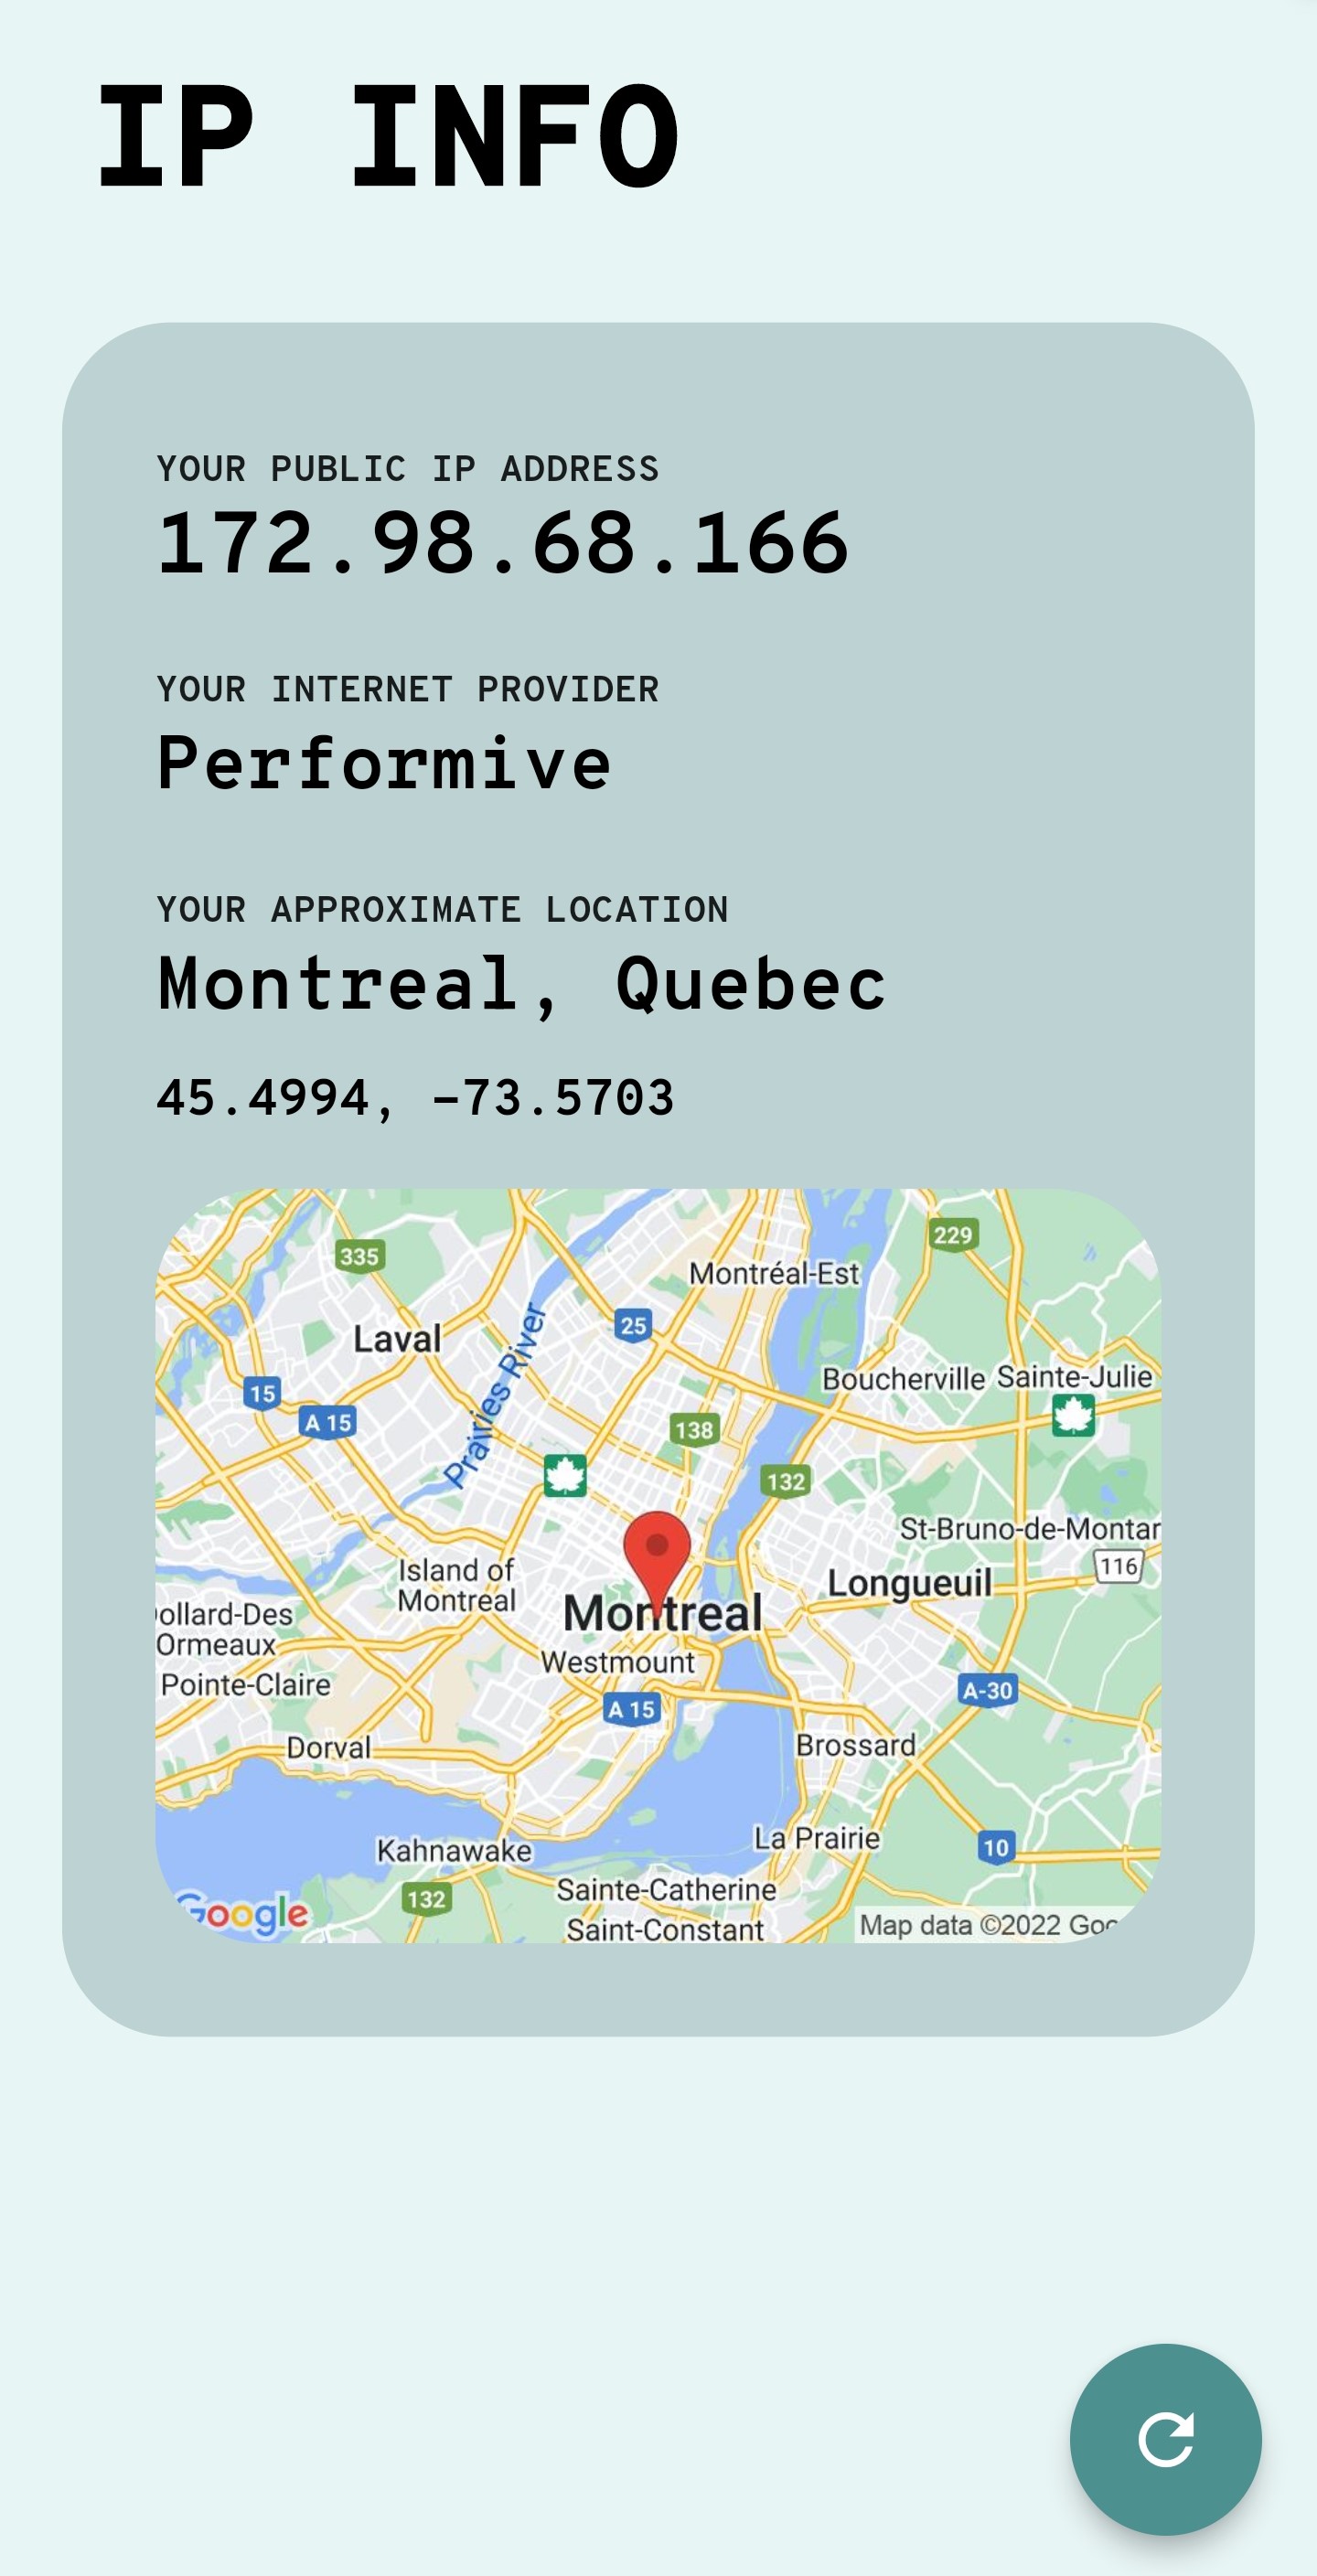 IP INFO
YOUR PUBLIC IP ADDRESS
172.98.68.166
YOUR INTERNET PROVIDER
Performive
YOUR APPROXIMATE LOCATION
Montreal, Quebec
45.4994, -73.5703
335
229
Montréal-Est
25
Laval
Prairies River
Boucherville
Sainte-Julie
15
A 15
138
132
St-Bruno-de-Montar
116
Island of
Montreal
Longueuil
Montreal
ollard-Des
Ormeaux
Westmount
Pointe-Claire
A-30
A 15
Dorval
Brossard
La Prairie
10
Kahnawake
132
Sainte-Catherine
Saint-Constant
Google
Map data ©2022 Goo